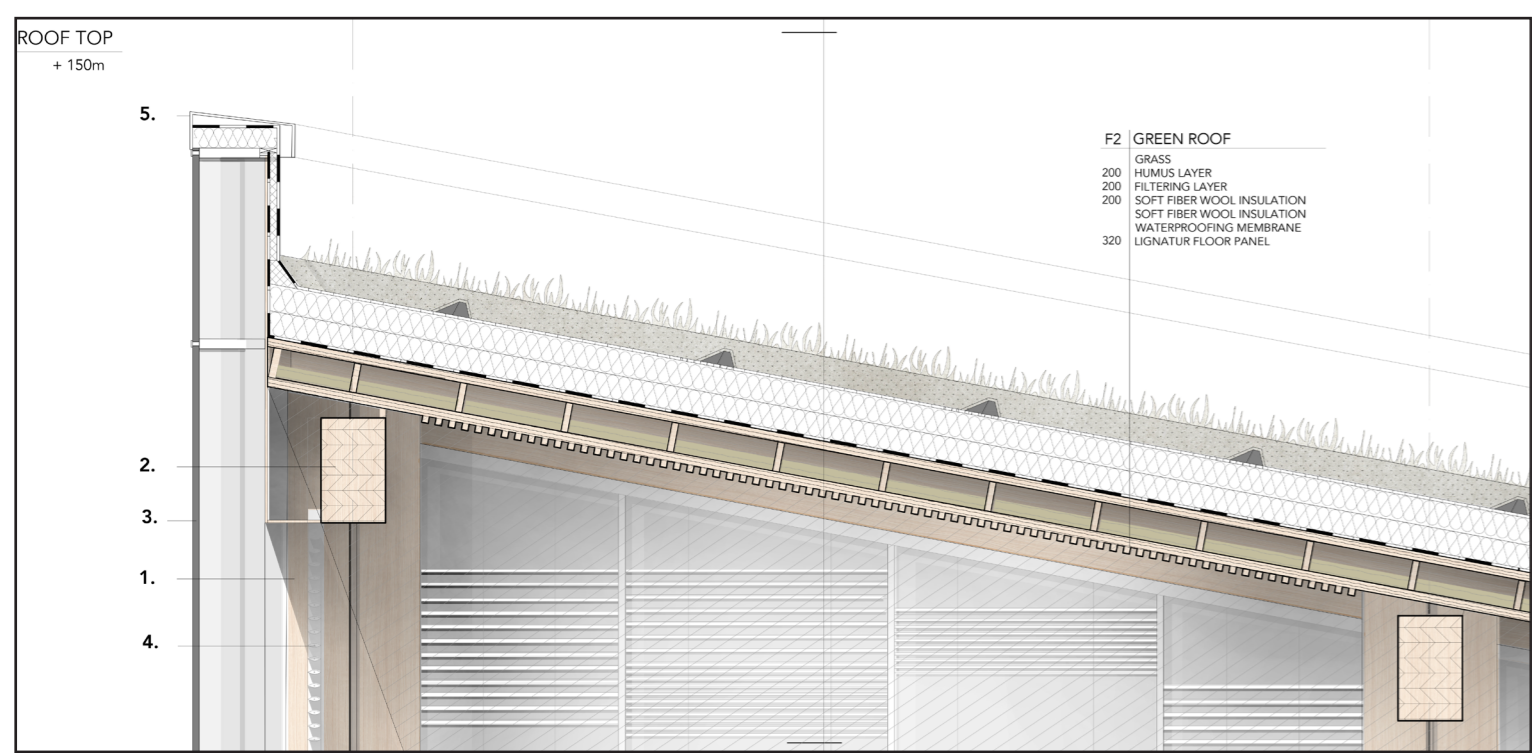 ROOF TOP
+ 150m
5.
F2 GREEN ROOF
GRASS
200 HUMUS LAYER
200 FILTERING LAYER
200 SOFT FIBER WOOL INSULATION
SOFT FIBER WOOL INSULATION
WATERPROOFING MEMBRANE
320 LIGNATUR FLOOR PANEL
2.
3.
1.
4.